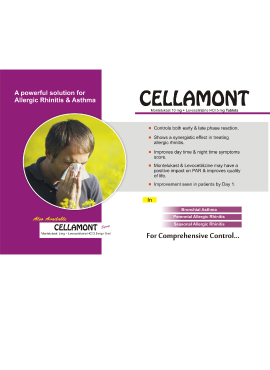 A powerful solution for
Allergic Rhinitis & Asthma
CELLAMONT
Montelukast 10 mg + Levocetirizine HCl 5 mg Tablets
Controls both early & late phase reaction.
Shows a synergistic effect in treating
allergic rhinitis.
Improves day time & night time symptoms
score.
Montelukast & Levocetirizine may have a
positive impact on PAR & improves quality
of life.
Improvement seen in patients by Day 1.
In
Bronchial Asthma
Perennial Allergic Rhinitis
Seasonal Allergic Rhinitis
For Comprehensive Control...
Also Available
CELLAMONT